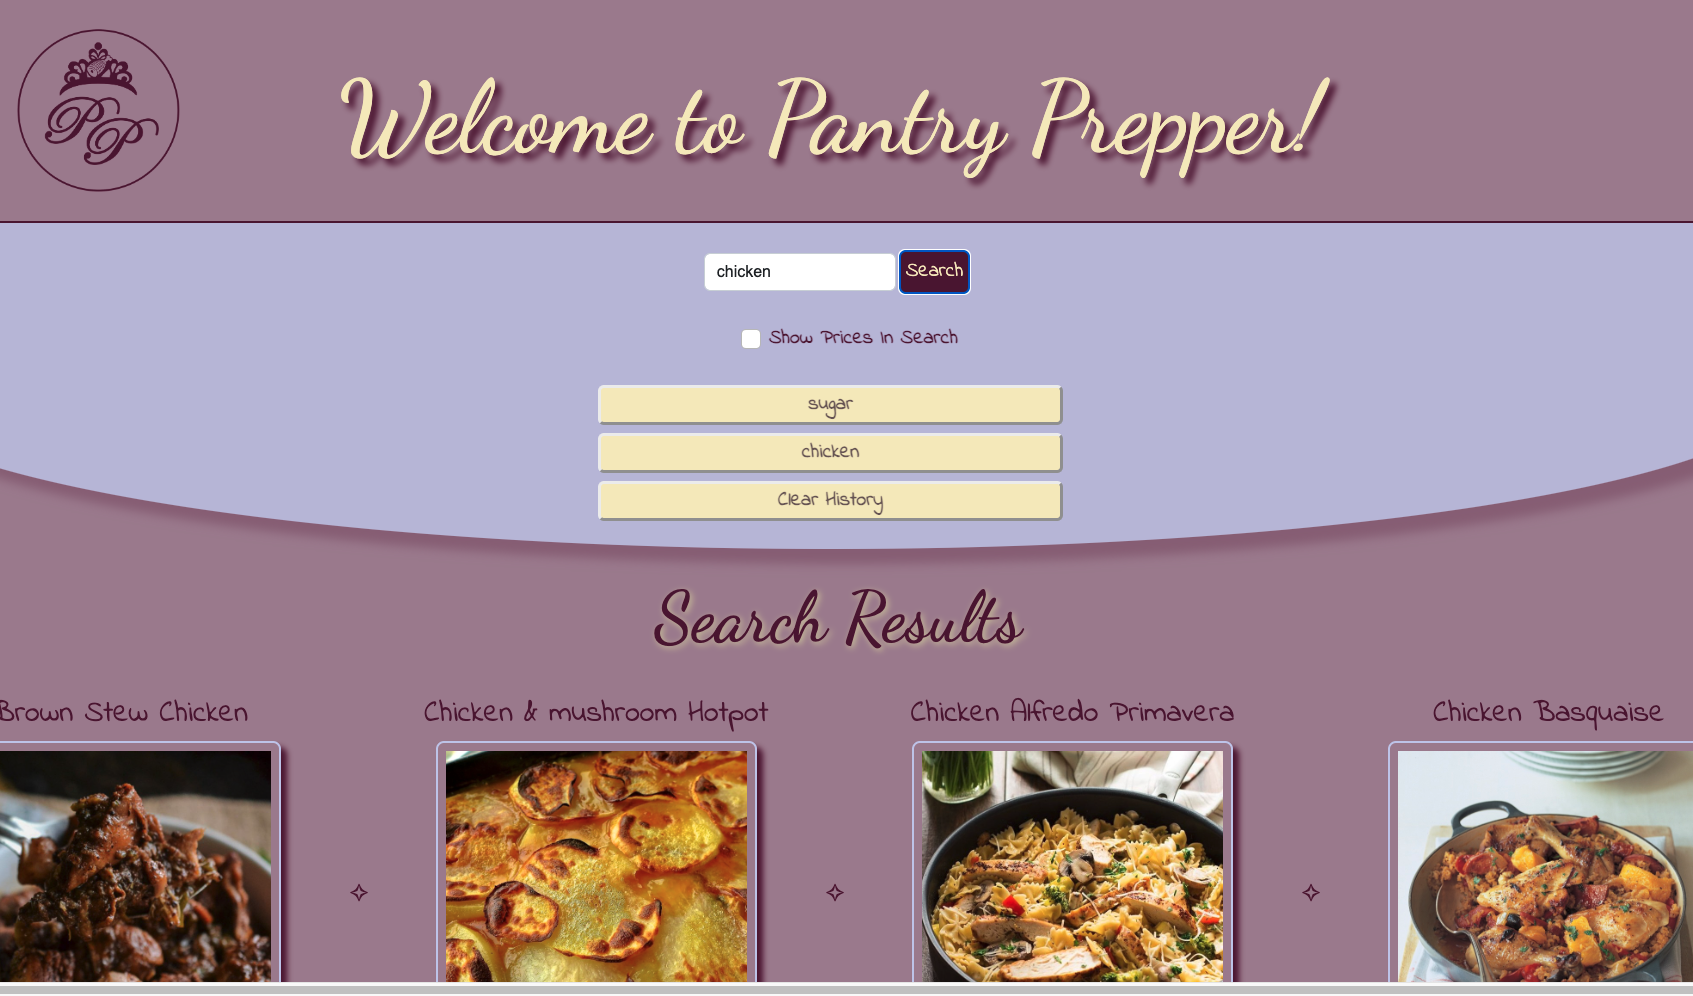 PP
Welcome to Pantry Prepper!
chicken
Search
Show Prices In Search
sugar
chicken
Clear History
Search Results
Brown Stew Chicken
Chicken & mushroom Hotpot
Chicken Alfredo Primavera
Chicken Basquaise